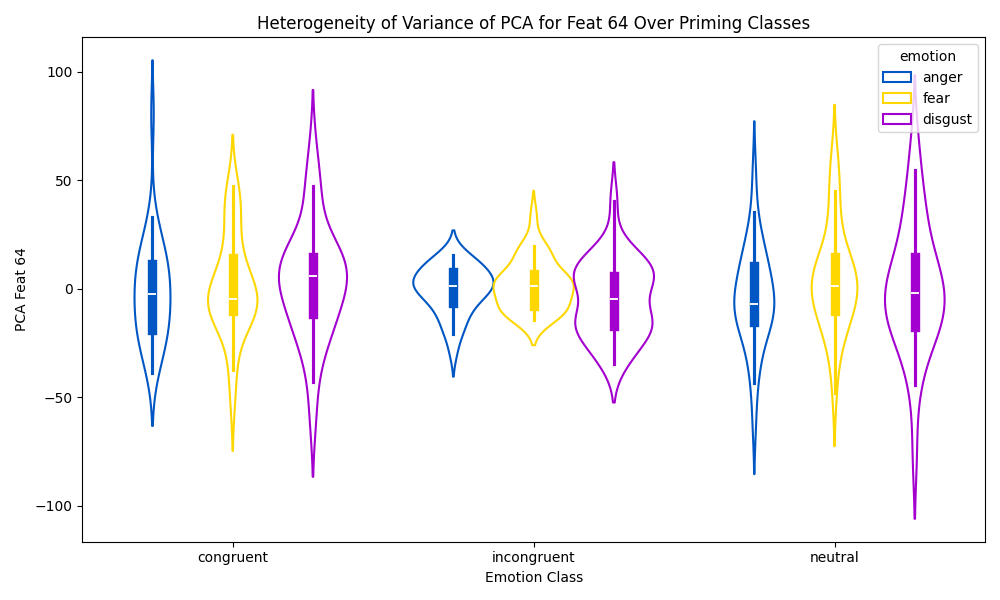 Heterogeneity of Variance of PCA for Feat 64 Over Priming Classes
emotion
anger
fear
disgust
PCA Feat 64
100
50
0
−50
−100
congruent
incongruent
neutral
Emotion Class